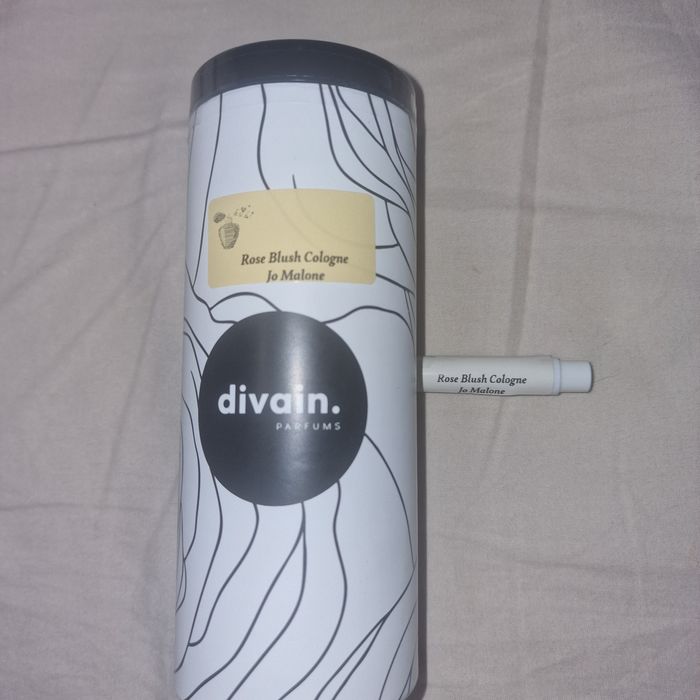 Rose Blush Cologne
Jo Malone
divain.
PARFUMS
Rose Blush Cologne
Jo Malone